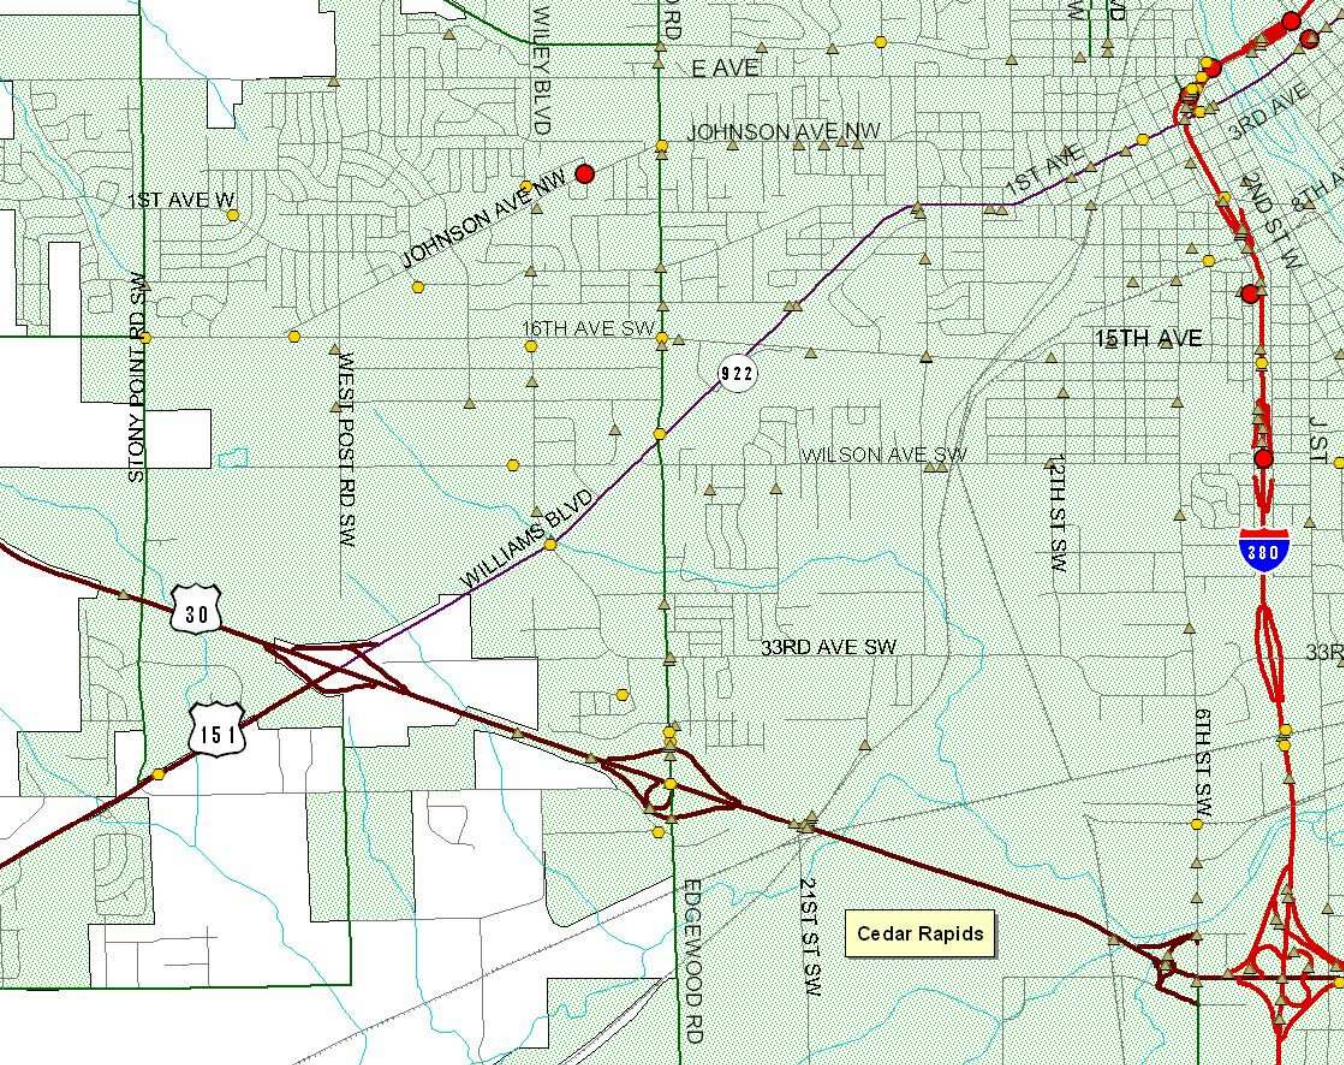 WILEY BLVD
E AVE
JOHNSON AVE NW
3RD AVE
1ST AVE
1ST AVE W
JOHNSON AVE NW
2ND ST W
8TH A
STONY POINT RD SW
16TH AVE SW
15TH AVE
WEST POST RD SW
922
J ST
WILSON AVE SW
12TH ST SW
WILLIAMS BLVD
380
30
33RD AVE SW
33R
151
6TH ST SW
EDGEWOOD RD
21ST ST SW
Cedar Rapids